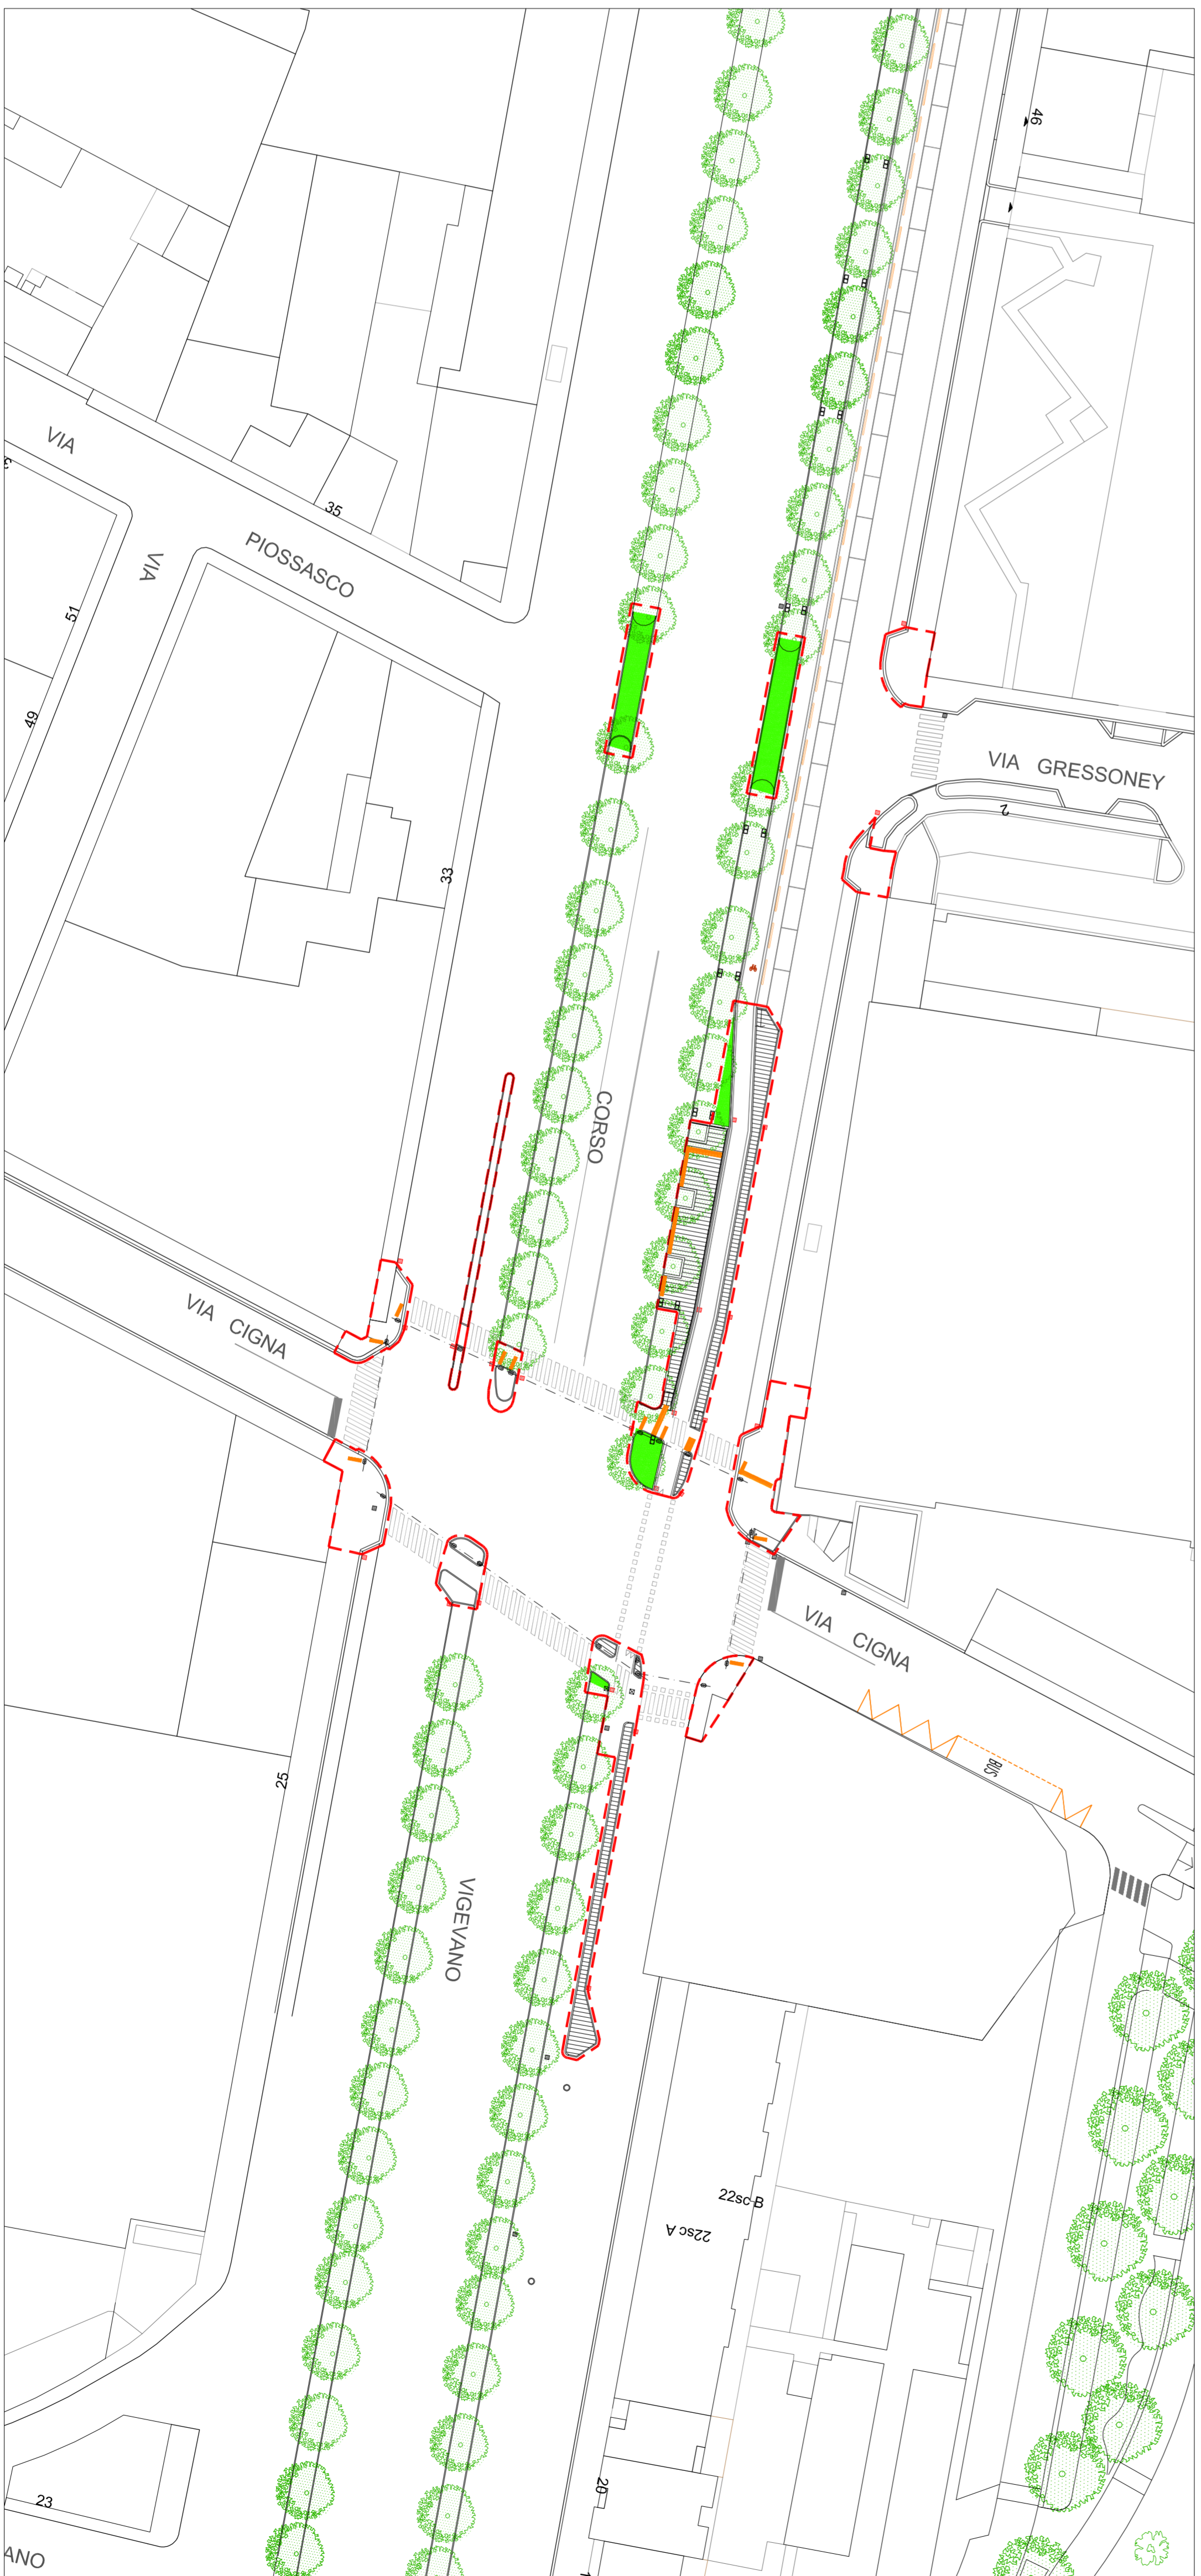 46
VIA
35
PIOSSASCO
VIA
51
49
VIA GRESSONEY
2
33
CORSO
VIA CIGNA
VIA CIGNA
BUS
25
VIGEVANO
22sc B
22sc A
20
23
ANO